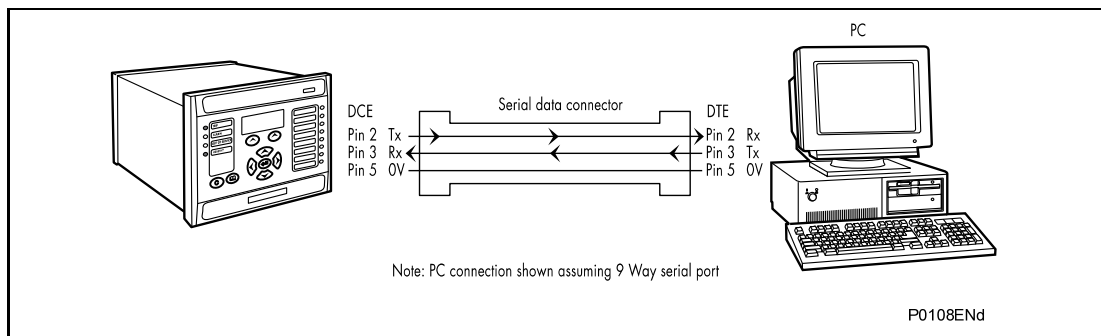 PC
Serial data connector
DCE
DTE
Pin 2 Tx
Pin 2 Rx
Pin 3 Rx
Pin 3 Tx
Pin 5 0V
Pin 5 0V
Note: PC connection shown assuming 9 Way serial port
P0108ENd